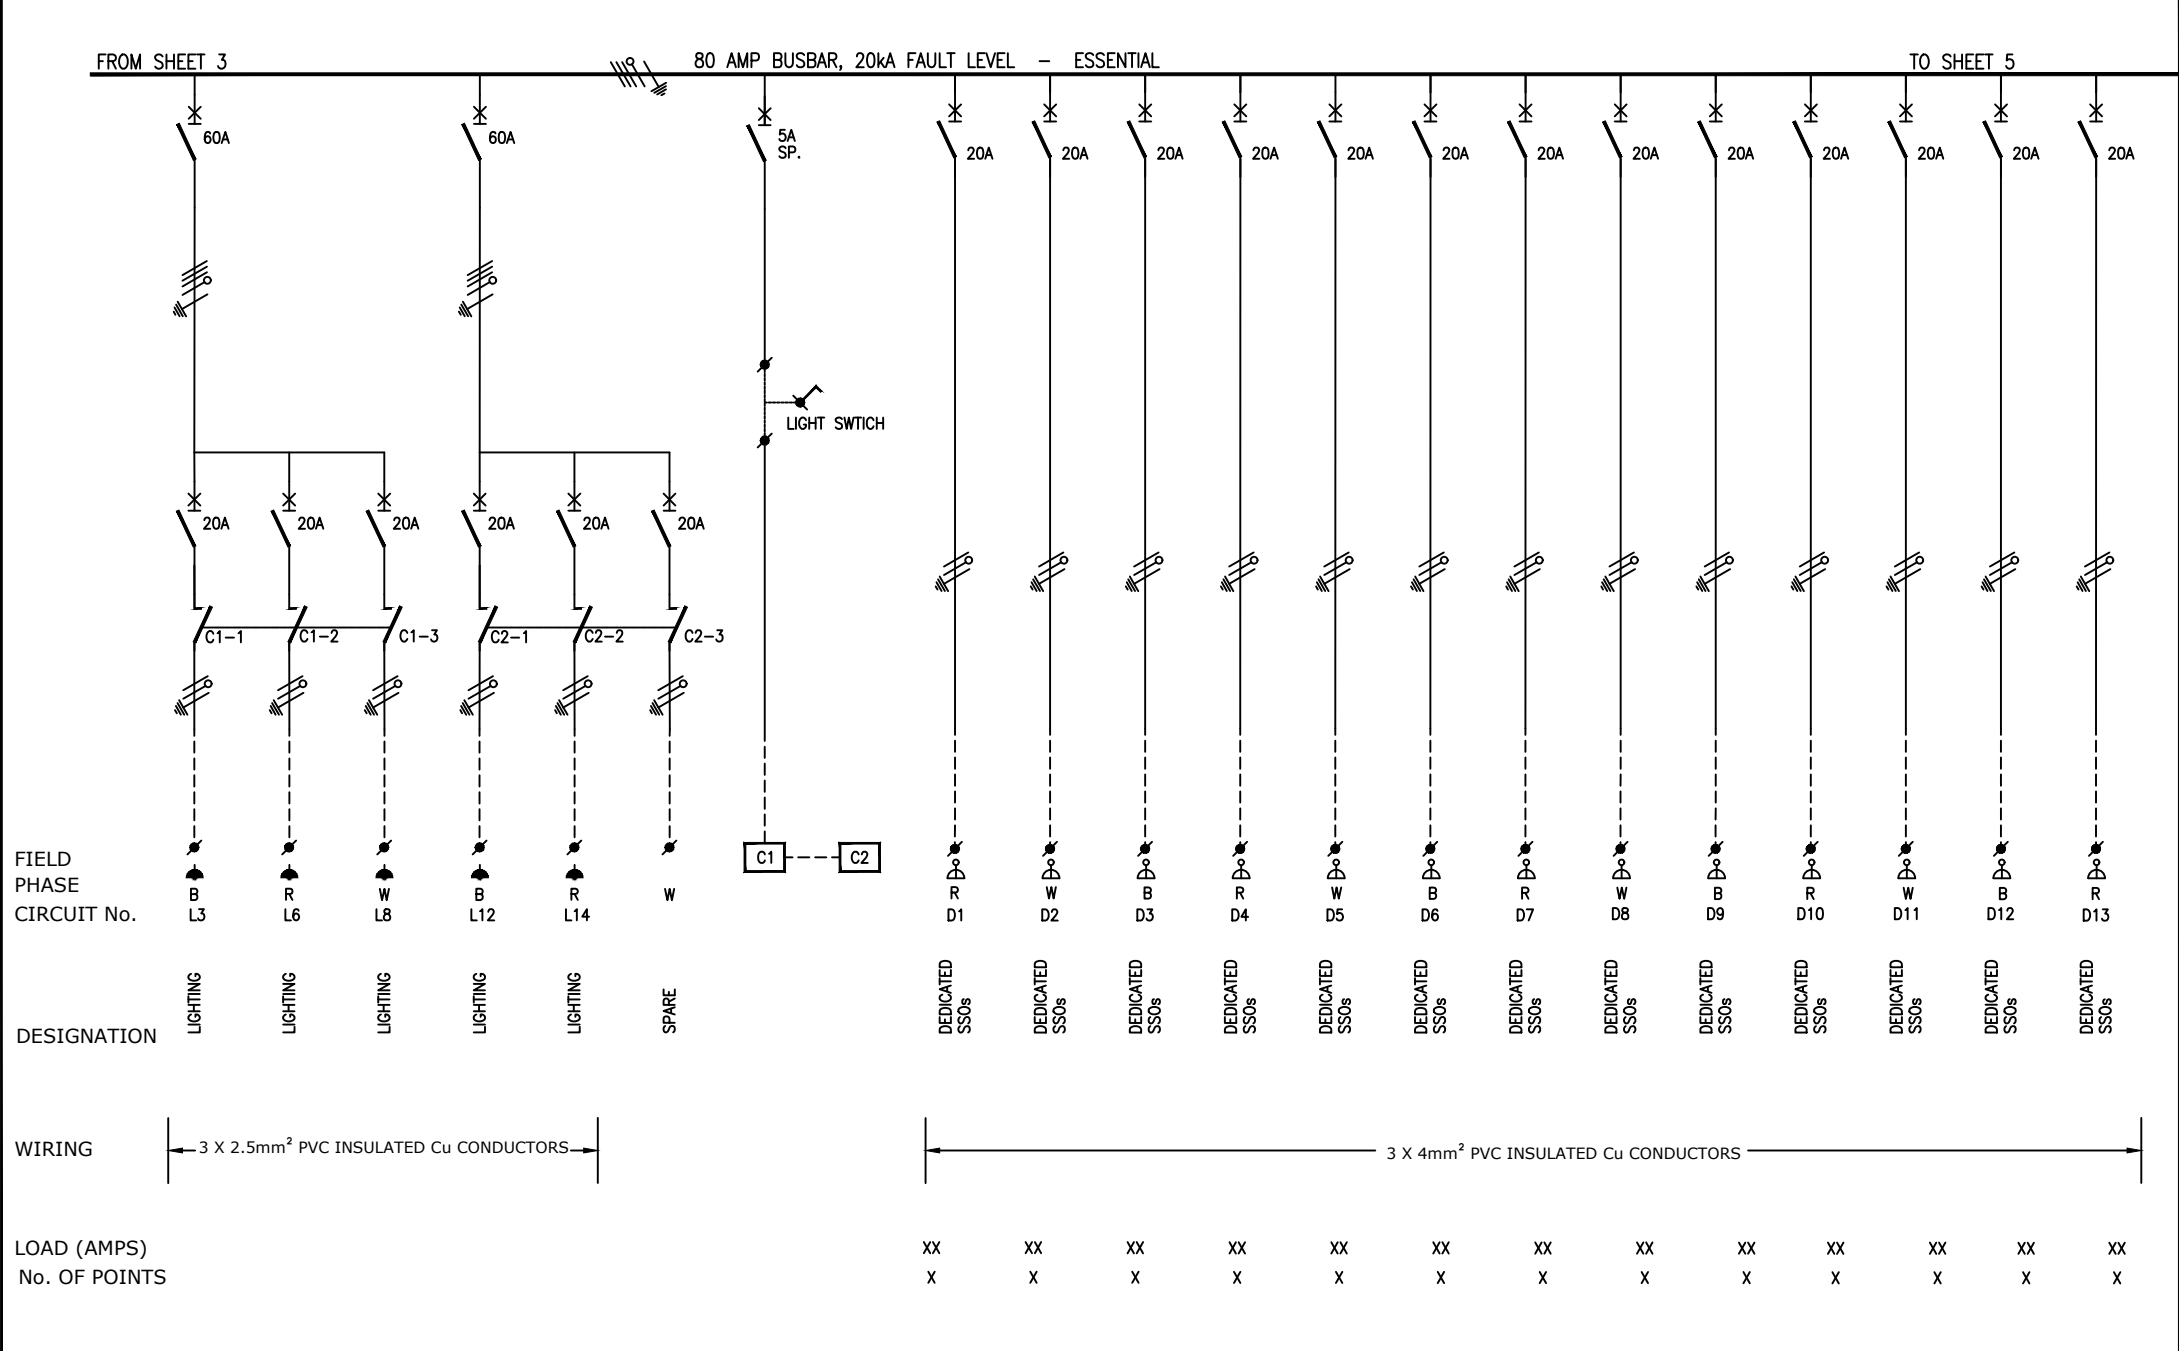 FROM SHEET 3 80 AMP BUSBAR, 20kA FAULT LEVEL – ESSENTIAL TO SHEET 5
60A 60A 5A 20A 20A 20A 20A 20A 20A 20A 20A 20A 20A 20A 20A 20A
SP.
LIGHT SWTICH
20A 20A 20A 20A 20A 20A
C1-1 C1-2 C1-3 C2-1 C2-2 C2-3
FIELD C1 C2
PHASE B R W B R W R W B R W B R W B R W B R
CIRCUIT No. L3 L6 L8 L12 L14 D1 D2 D3 D4 D5 D6 D7 D8 D9 D10 D11 D12 D13
DESIGNATION
LIGHTING
LIGHTING
LIGHTING
LIGHTING
LIGHTING
SPARE
DEDICATED
SSOs
DEDICATED
SSOs
DEDICATED
SSOs
DEDICATED
SSOs
DEDICATED
SSOs
DEDICATED
SSOs
DEDICATED
SSOs
DEDICATED
SSOs
DEDICATED
SSOs
DEDICATED
SSOs
DEDICATED
SSOs
DEDICATED
SSOs
DEDICATED
SSOs
WIRING 3 X 2.5mm² PVC INSULATED Cu CONDUCTORS 3 X 4mm² PVC INSULATED Cu CONDUCTORS
LOAD (AMPS) XX XX XX XX XX XX XX XX XX XX XX XX XX
No. OF POINTS X X X X X X X X X X X X X